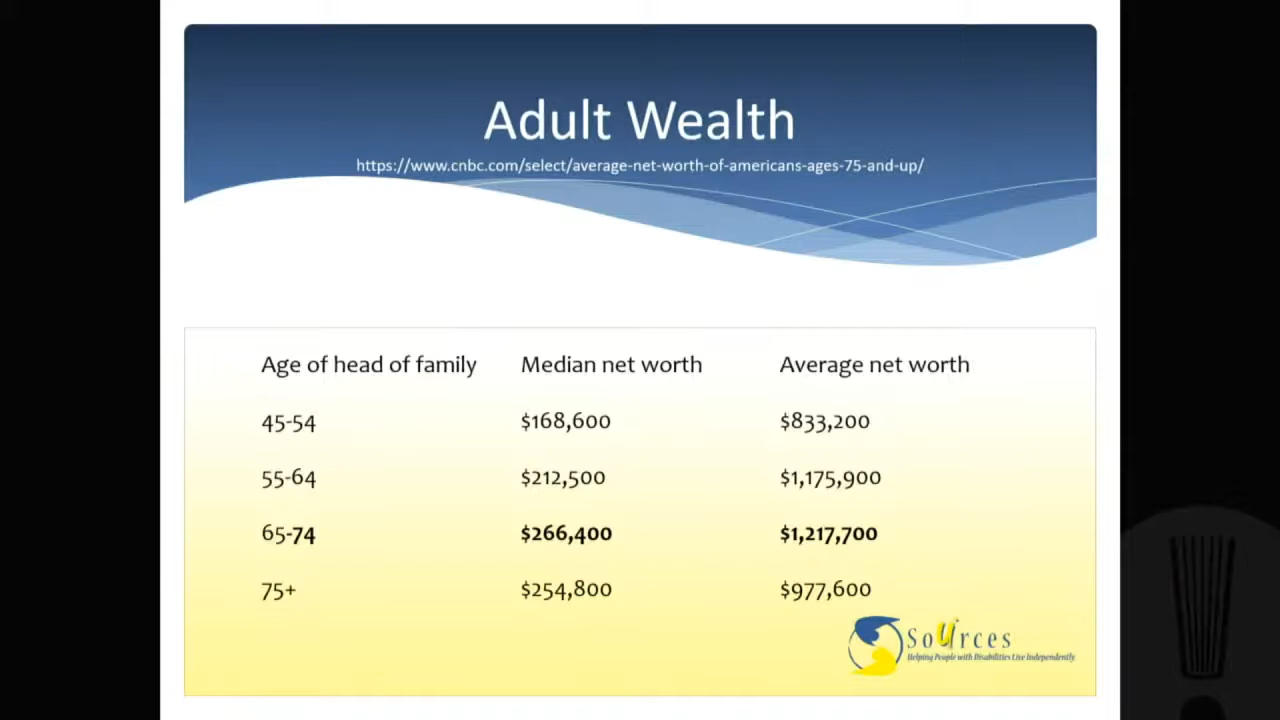 Adult Wealth
https://www.cnbc.com/select/average-net-worth-of-americans-ages-75-and-up/
Age of head of family Median net worth Average net worth
45-54 $168,600 $833,200
55-64 $212,500 $1,175,900
65-74 $266,400 $1,217,700
75+ $254,800 $977,600
Sources
Helping People with Disabilities Live Independently